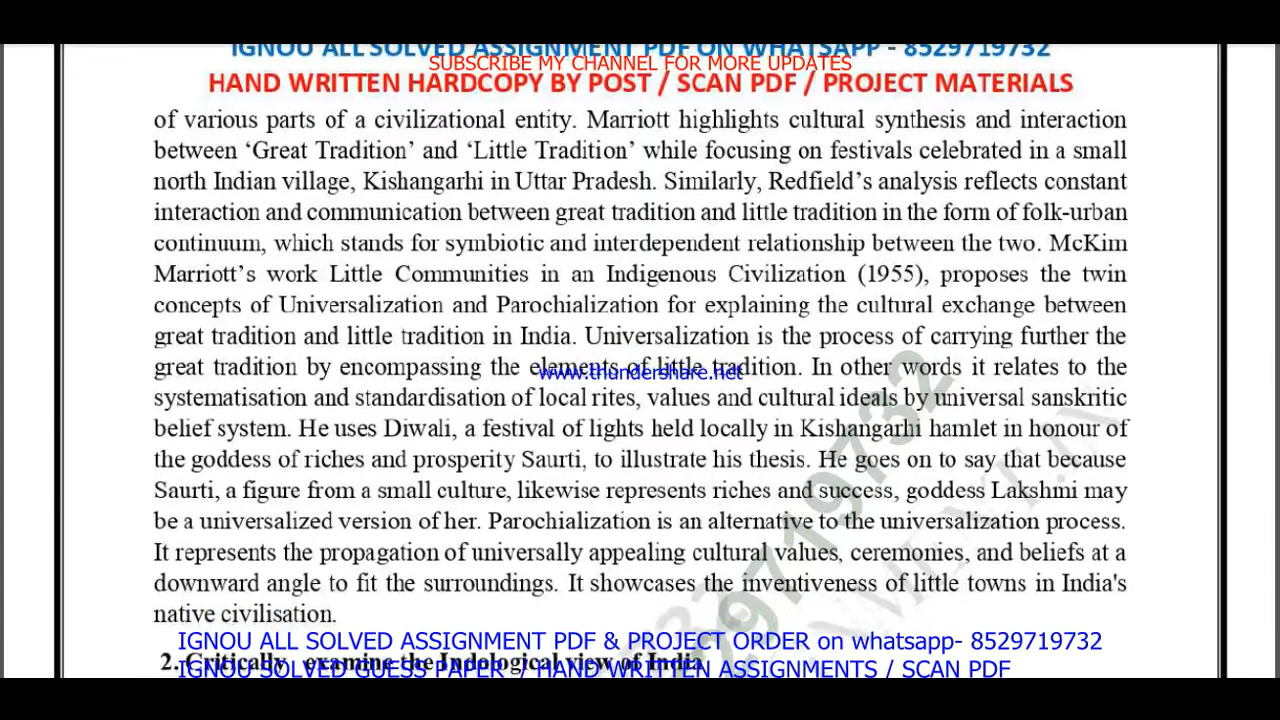 IGNOU ALL SOLVED ASSIGNMENT PDF ON WHATSAPP - 8529719732
SUBSCRIBE MY CHANNEL FOR MORE UPDATES
HAND WRITTEN HARDCOPY BY POST / SCAN PDF / PROJECT MATERIALS
of various parts of a civilizational entity. Marriott highlights cultural synthesis and interaction
between ‘Great Tradition’ and ‘Little Tradition’ while focusing on festivals celebrated in a small
north Indian village, Kishangarhi in Uttar Pradesh. Similarly, Redfield’s analysis reflects constant
interaction and communication between great tradition and little tradition in the form of folk-urban
continuum, which stands for symbiotic and interdependent relationship between the two. McKim
Marriott’s work Little Communities in an Indigenous Civilization (1955), proposes the twin
concepts of Universalization and Parochialization for explaining the cultural exchange between
great tradition and little tradition in India. Universalization is the process of carrying further the
great tradition by encompassing the elements of little tradition. In other words it relates to the
www.thundershare.net
systematisation and standardisation of local rites, values and cultural ideals by universal sanskritic
belief system. He uses Diwali, a festival of lights held locally in Kishangarhi hamlet in honour of
the goddess of riches and prosperity Saurti, to illustrate his thesis. He goes on to say that because
Saurti, a figure from a small culture, likewise represents riches and success, goddess Lakshmi may
be a universalized version of her. Parochialization is an alternative to the universalization process.
It represents the propagation of universally appealing cultural values, ceremonies, and beliefs at a
downward angle to fit the surroundings. It showcases the inventiveness of little towns in India's
native civilisation.
IGNOU ALL SOLVED ASSIGNMENT PDF & PROJECT ORDER on whatsapp- 8529719732
2. Critically examine the Indological view of India
IGNOU SOLVED GUESS PAPER / HAND WRITTEN ASSIGNMENTS / SCAN PDF